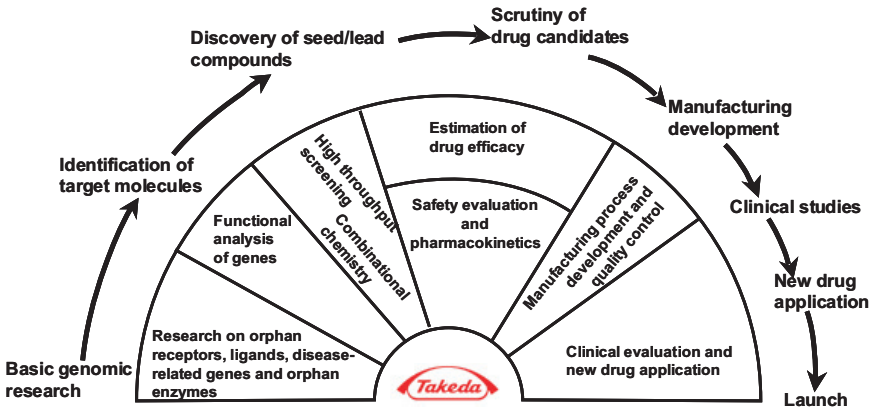 Scrutiny of
drug candidates
Discovery of seed/lead
compounds
Manufacturing
development
Identification of
target molecules
Clinical studies
New drug
application
Basic genomic
research
Launch
Research on orphan
receptors, ligands, disease-
related genes and orphan
enzymes
Functional
analysis
of genes
High throughput
screening
Combinational
chemistry
Estimation of
drug efficacy
Safety evaluation
and
pharmacokinetics
Manufacturing process
development and
quality control
Clinical evaluation and
new drug application
Takeda